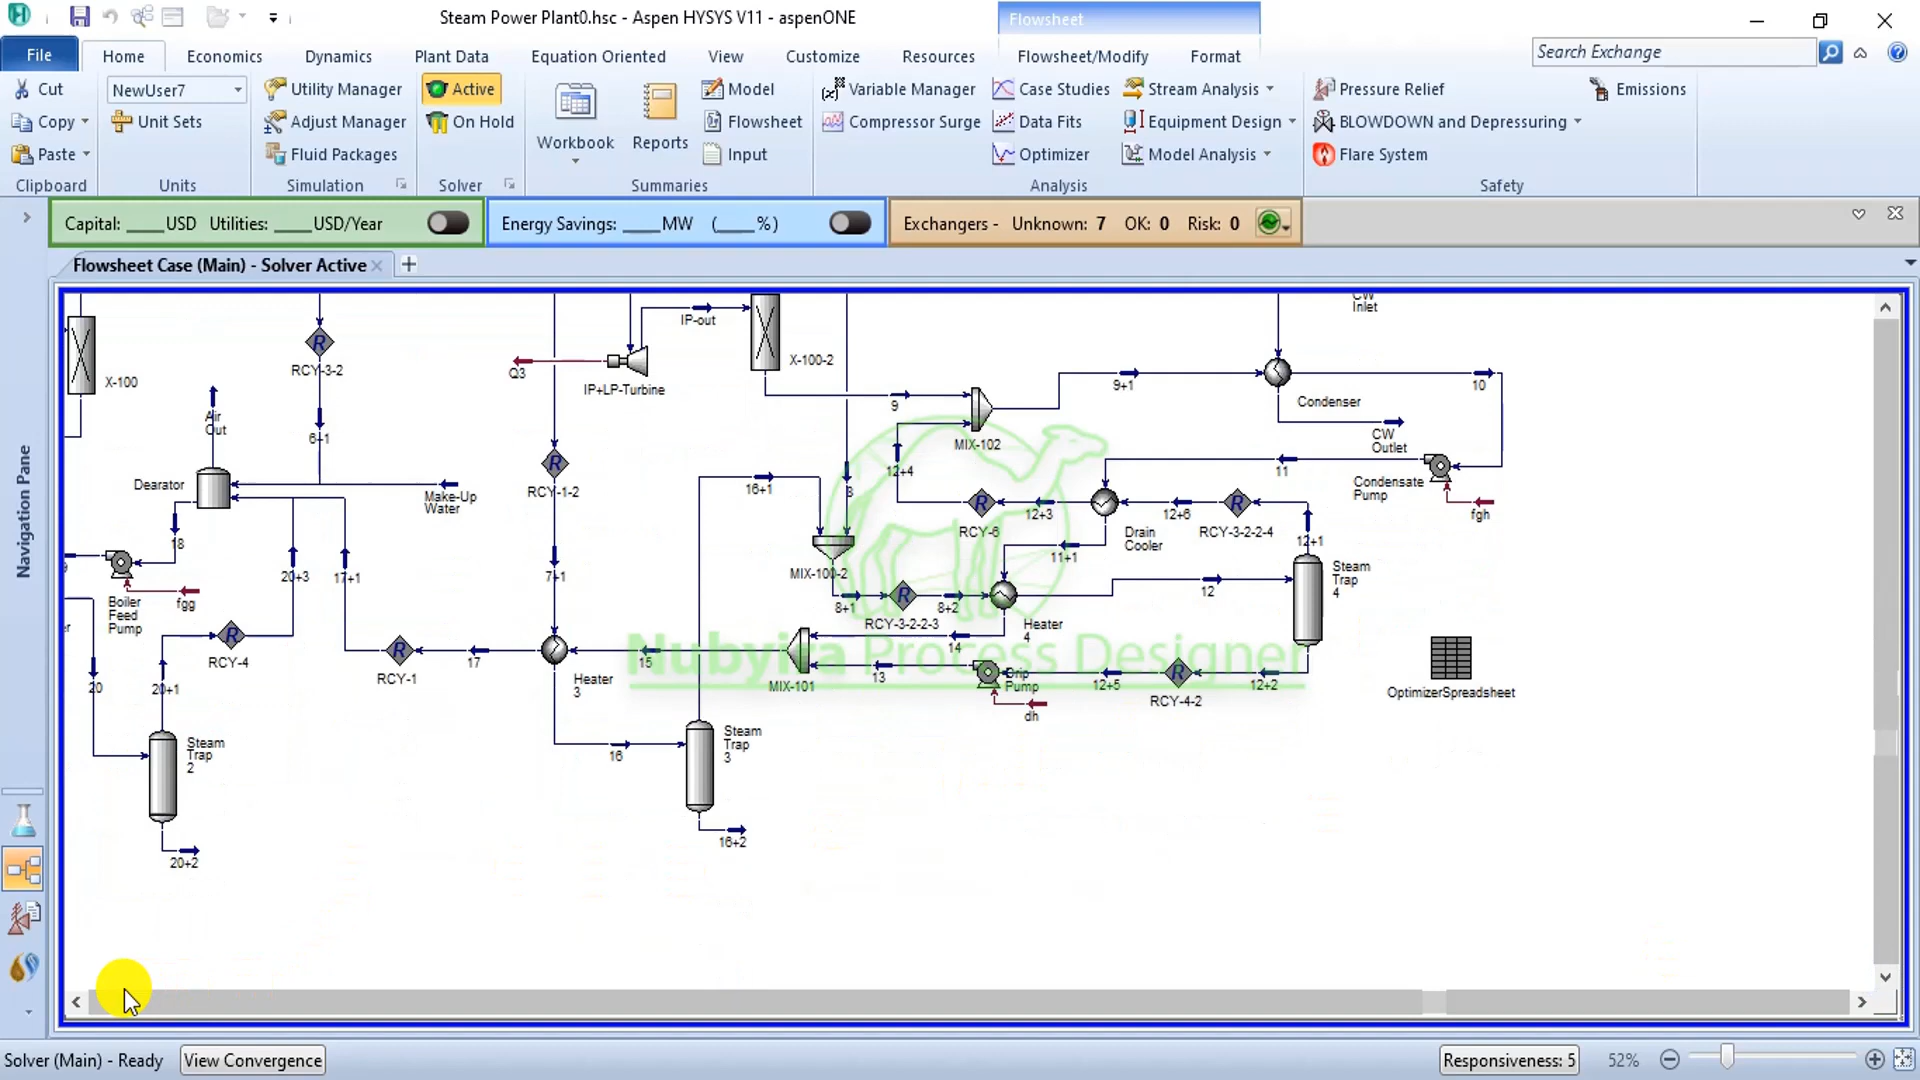 Steam Power Plant0.hsc - Aspen HYSYS V11 - aspenONE
Flowsheet
File
Home
Economics
Dynamics
Plant Data
Equation Oriented
View
Customize
Resources
Flowsheet/Modify
Format
Search Exchange
Cut
NewUser7
Utility Manager
Active
Model
Variable Manager
Case Studies
Stream Analysis
Pressure Relief
Emissions
Copy
Unit Sets
Adjust Manager
On Hold
Workbook
Reports
Flowsheet
Compressor Surge
Data Fits
Equipment Design
BLOWDOWN and Depressuring
Paste
Fluid Packages
Input
Optimizer
Model Analysis
Flare System
Clipboard
Units
Simulation
Solver
Summaries
Analysis
Safety
Capital: ____USD Utilities: ____USD/Year
Energy Savings: ____MW (____%)
Exchangers - Unknown: 7 OK: 0 Risk: 0
Flowsheet Case (Main) - Solver Active
Navigation Pane
CW
Inlet
IP-out
X-100-2
X-100
R
RCY-3-2
Q3
IP+LP-Turbine
9
9+1
10
Condenser
Air
Out
6+1
MIX-102
CW
Outlet
R
RCY-1-2
12+4
11
Condensate
Pump
Dearator
Make-Up
Water
16+1
8
R
RCY-6
12+3
Drain
Cooler
12+6
R
RCY-3-2-2-4
fgh
12+1
18
11+1
MIX-100-2
Steam
Trap
4
7+1
20+3
17+1
Boiler
Feed
Pump
fgg
8+1
R
RCY-3-2-2-3
8+2
Heater
4
12
R
RCY-4
R
RCY-1
17
Heater
3
15
MIX-101
14
13
Drip
Pump
dh
12+5
R
RCY-4-2
12+2
OptimizerSpreadsheet
Nubyira Process Designer
20
20+1
Steam
Trap
2
16
Steam
Trap
3
16+2
20+2
Solver (Main) - Ready
View Convergence
Responsiveness: 5
52%